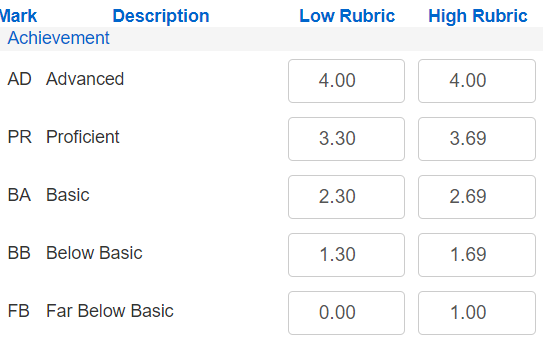 Mark Description Low Rubric High Rubric
Achievement
AD Advanced 4.00 4.00
PR Proficient 3.30 3.69
BA Basic 2.30 2.69
BB Below Basic 1.30 1.69
FB Far Below Basic 0.00 1.00